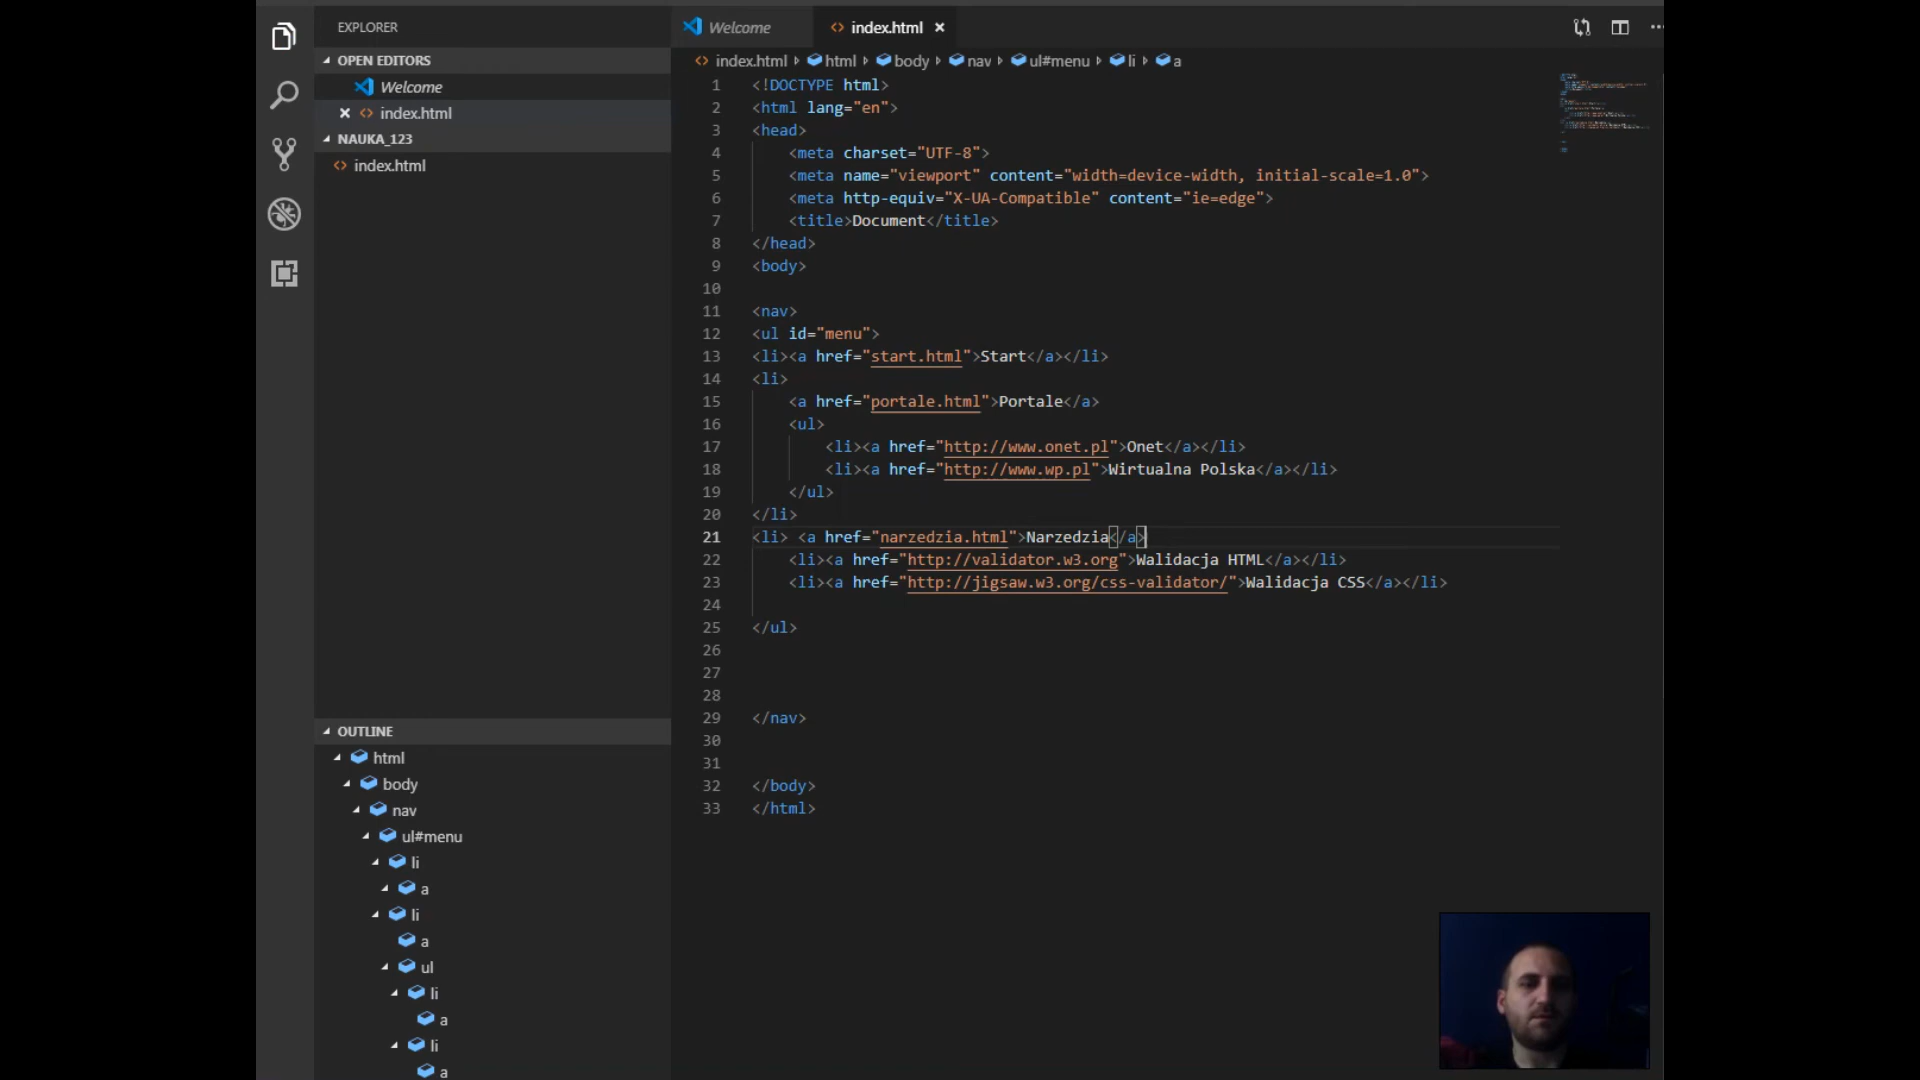 EXPLORER
OPEN EDITORS
Welcome
index.html
NAUKA_123
index.html
OUTLINE
html
body
nav
ul#menu
li
a
li
a
ul
li
a
li
a
Welcome
index.html
index.html html body nav ul#menu li a
1 <!DOCTYPE html>
2 <html lang="en">
3 <head>
4 <meta charset="UTF-8">
5 <meta name="viewport" content="width=device-width, initial-scale=1.0">
6 <meta http-equiv="X-UA-Compatible" content="ie=edge">
7 <title>Document</title>
8 </head>
9 <body>
10
11 <nav>
12 <ul id="menu">
13 <li><a href="start.html">Start</a></li>
14 <li>
15 <a href="portale.html">Portale</a>
16 <ul>
17 <li><a href="http://www.onet.pl">Onet</a></li>
18 <li><a href="http://www.wp.pl">Wirtualna Polska</a></li>
19 </ul>
20 </li>
21 <li> <a href="narzedzia.html">Narzedzia</a>
22 <li><a href="http://validator.w3.org">Walidacja HTML</a></li>
23 <li><a href="http://jigsaw.w3.org/css-validator/">Walidacja CSS</a></li>
24
25 </ul>
26
27
28
29 </nav>
30
31
32 </body>
33 </html>